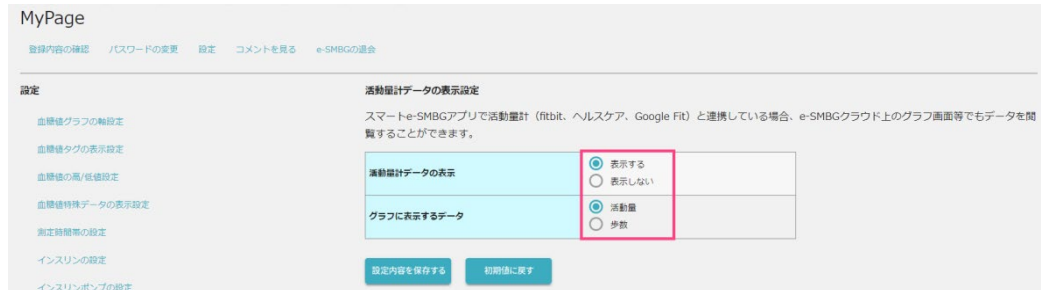 MyPage
登録内容の確認 パスワードの変更 設定 コメントを見る e-SMBGの退会
設定
血糖値グラフの軸設定
血糖値タグの表示設定
血糖値の高/低値設定
血糖値特殊データの表示設定
測定時間帯の設定
インスリンの設定
インスリンポンプの設定
活動量計データの表示設定
スマートe-SMBGアプリで活動量計（fitbit、ヘルスケア、Google Fit）と連携している場合、e-SMBGクラウド上のグラフ画面等でもデータを閲
覧することができます。
活動量計データの表示
表示する
表示しない
グラフに表示するデータ
活動量
歩数
設定内容を保存する 初期値に戻す